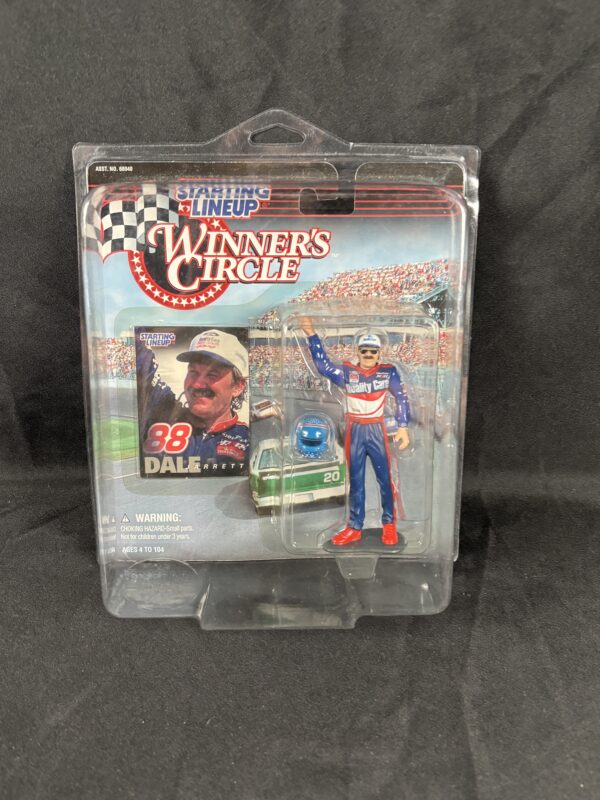 ASST. NO. 68940
STARTING
LINEUP
WINNER'S
CIRCLE
STARTING
LINEUP
88
DALE
JARRETT
Quality Care
20
WARNING:
CHOKING HAZARD-Small parts.
Not for children under 3 years.
AGES 4 TO 104